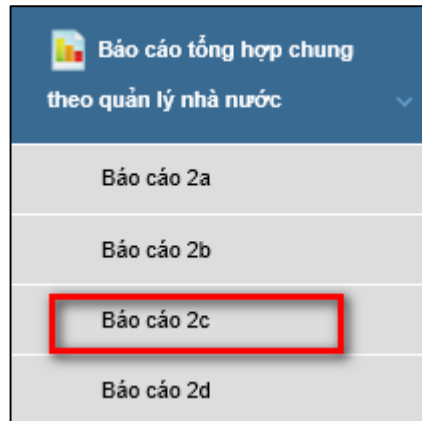 Báo cáo tổng hợp chung
theo quản lý nhà nước
Báo cáo 2a
Báo cáo 2b
Báo cáo 2c
Báo cáo 2d